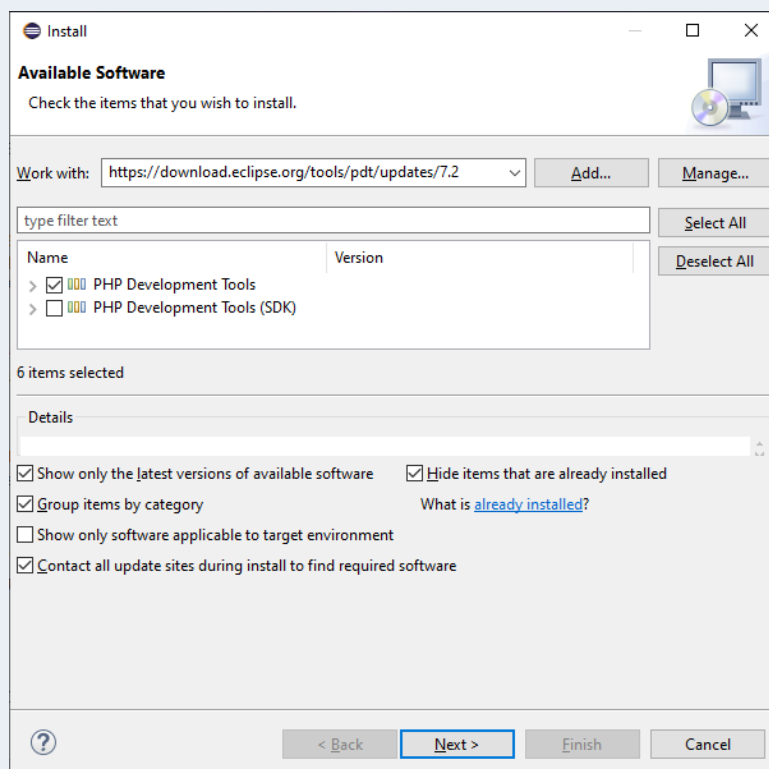 Install
Available Software
Check the items that you wish to install.
Work with: https://download.eclipse.org/tools/pdt/updates/7.2 Add... Manage...
type filter text Select All
Name Version Deselect All
PHP Development Tools
PHP Development Tools (SDK)
6 items selected
Details
Show only the latest versions of available software Hide items that are already installed
Group items by category What is already installed?
Show only software applicable to target environment
Contact all update sites during install to find required software
? < Back Next > Finish Cancel